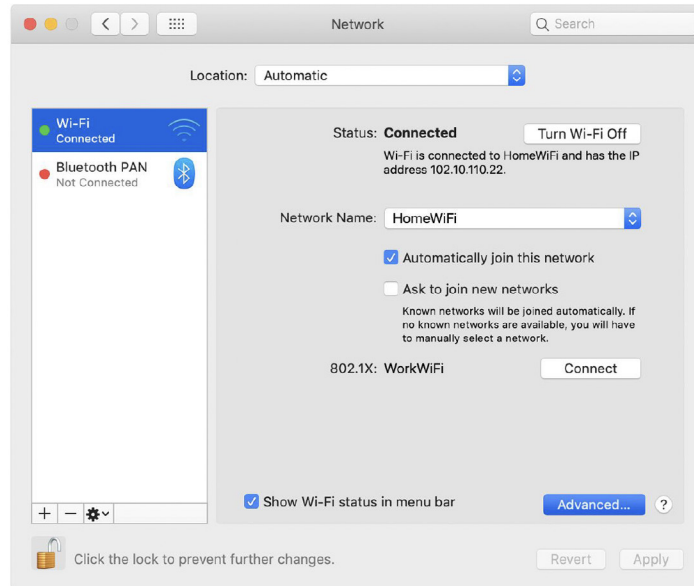 Network
Search
Location: Automatic
Wi-Fi
Connected
Bluetooth PAN
Not Connected
Status: Connected
Turn Wi-Fi Off
Wi-Fi is connected to HomeWiFi and has the IP
address 102.10.110.22.
Network Name: HomeWiFi
Automatically join this network
Ask to join new networks
Known networks will be joined automatically. If
no known networks are available, you will have
to manually select a network.
802.1X: WorkWiFi
Connect
Show Wi-Fi status in menu bar
Advanced...
?
Click the lock to prevent further changes.
Revert
Apply